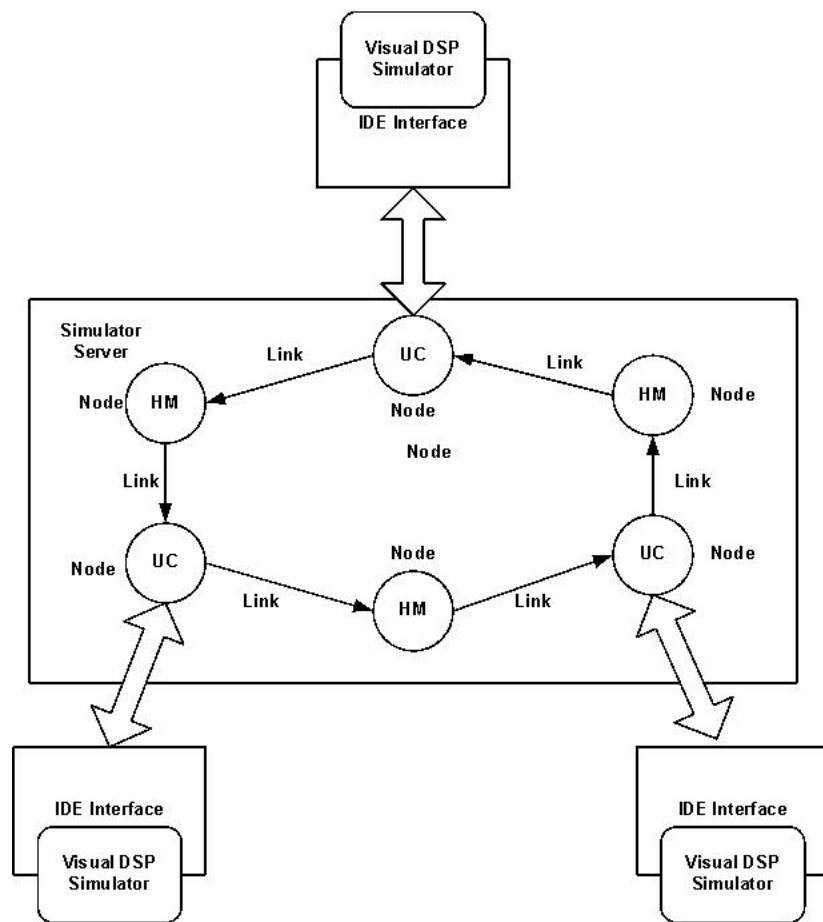 Visual DSP
Simulator
IDE Interface
Simulator
Server
Link
UC
Link
Node
HM
Node
HM
Node
Node
Link
Link
Node
UC
Node
UC
Node
Link
HM
Link
IDE Interface
Visual DSP
Simulator
IDE Interface
Visual DSP
Simulator